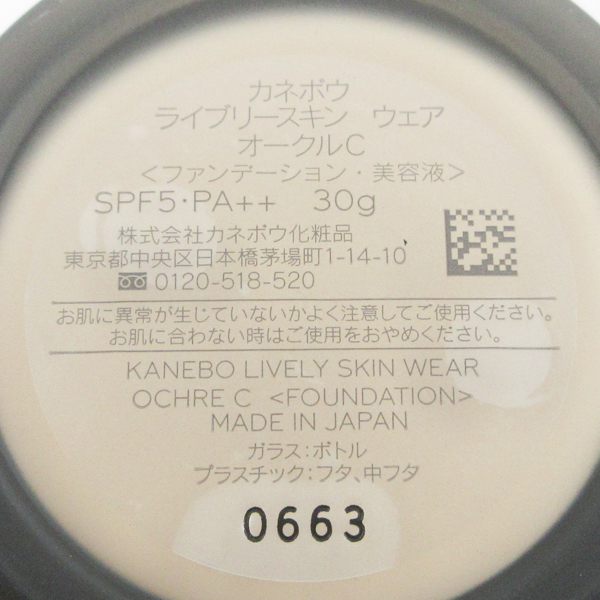 カネボウ
ライブリースキン ウェア
オークルC
<ファンデーション・美容液>
SPF5・PA++ 30g
株式会社カネボウ化粧品
東京都中央区日本橋茅場町1-14-10
0120-518-520
お肌に異常が生じていないかよく注意してご使用ください。
お肌に合わない時はご使用をおやめください。
KANEBO LIVELY SKIN WEAR
OCHRE C <FOUNDATION>
MADE IN JAPAN
ガラス:ボトル
プラスチック:フタ、中フタ
0663